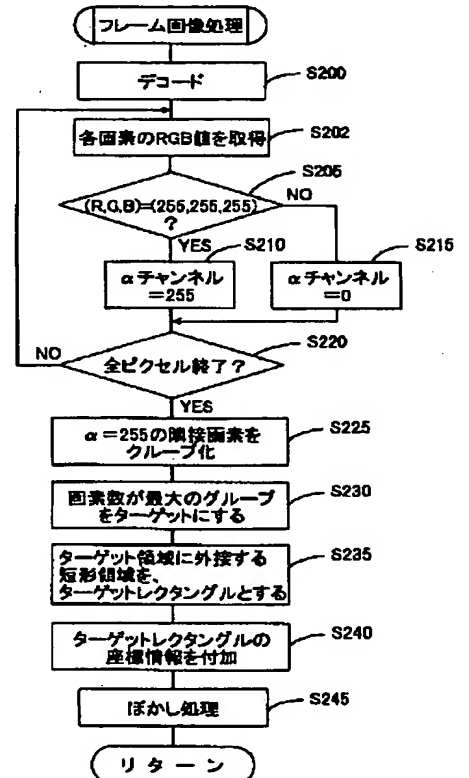 フレーム画像処理
デコード
S200
各画素のRGB値を取得
S202
S205
(R,G,B)=(255,255,255)
?
NO
YES
S210
S215
αチャンネル
=255
αチャンネル
=0
S220
NO
全ピクセル終了?
YES
α=255の隣接画素を
クループ化
S225
画素数が最大のグループ
をターゲットにする
S230
ターゲット領域に外接する
短形領域を、
ターゲットレクタングルとする
S235
ターゲットレクタングルの
座標情報を付加
S240
ぼかし処理
S245
リターン